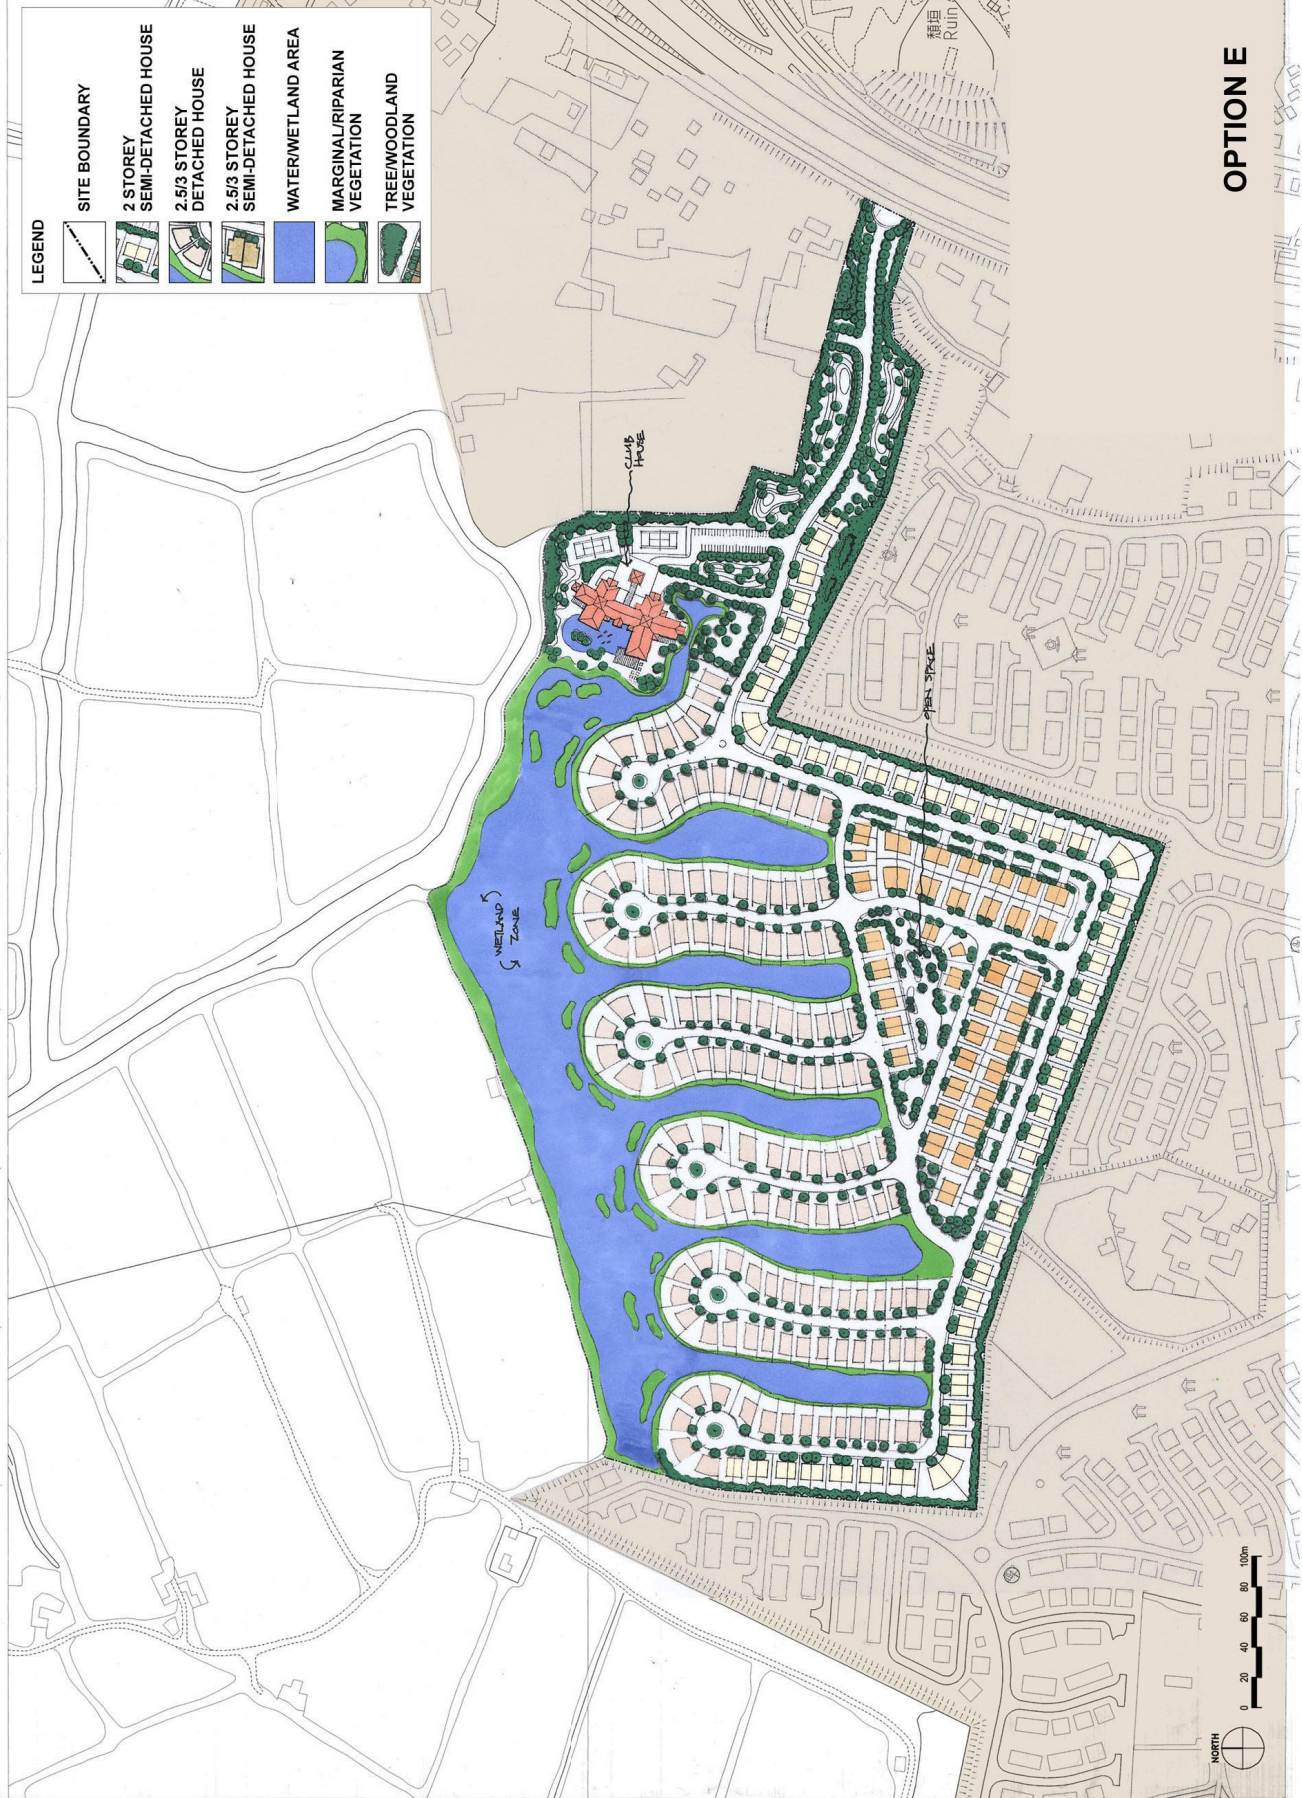 LEGEND
SITE BOUNDARY
2 STOREY
SEMI-DETACHED HOUSE
2.5/3 STOREY
DETACHED HOUSE
2.5/3 STOREY
SEMI-DETACHED HOUSE
WATER/WETLAND AREA
MARGINAL/RIPARIAN
VEGETATION
TREE/WOODLAND
VEGETATION
頹垣
Ruin
OPTION E
CLUB
HOUSE
OPEN SPACE
WETLAND
ZONE
NORTH
0 20 40 60 80 100m